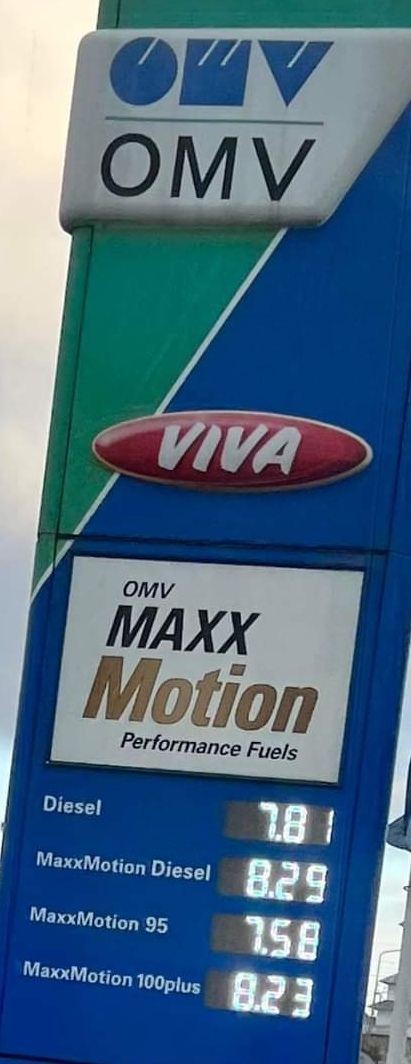 OMV
OMV
VIVA
OMV
MAXX
Motion
Performance Fuels
Diesel 7.81
MaxxMotion Diesel 8.29
MaxxMotion 95 7.58
MaxxMotion 100plus 8.23